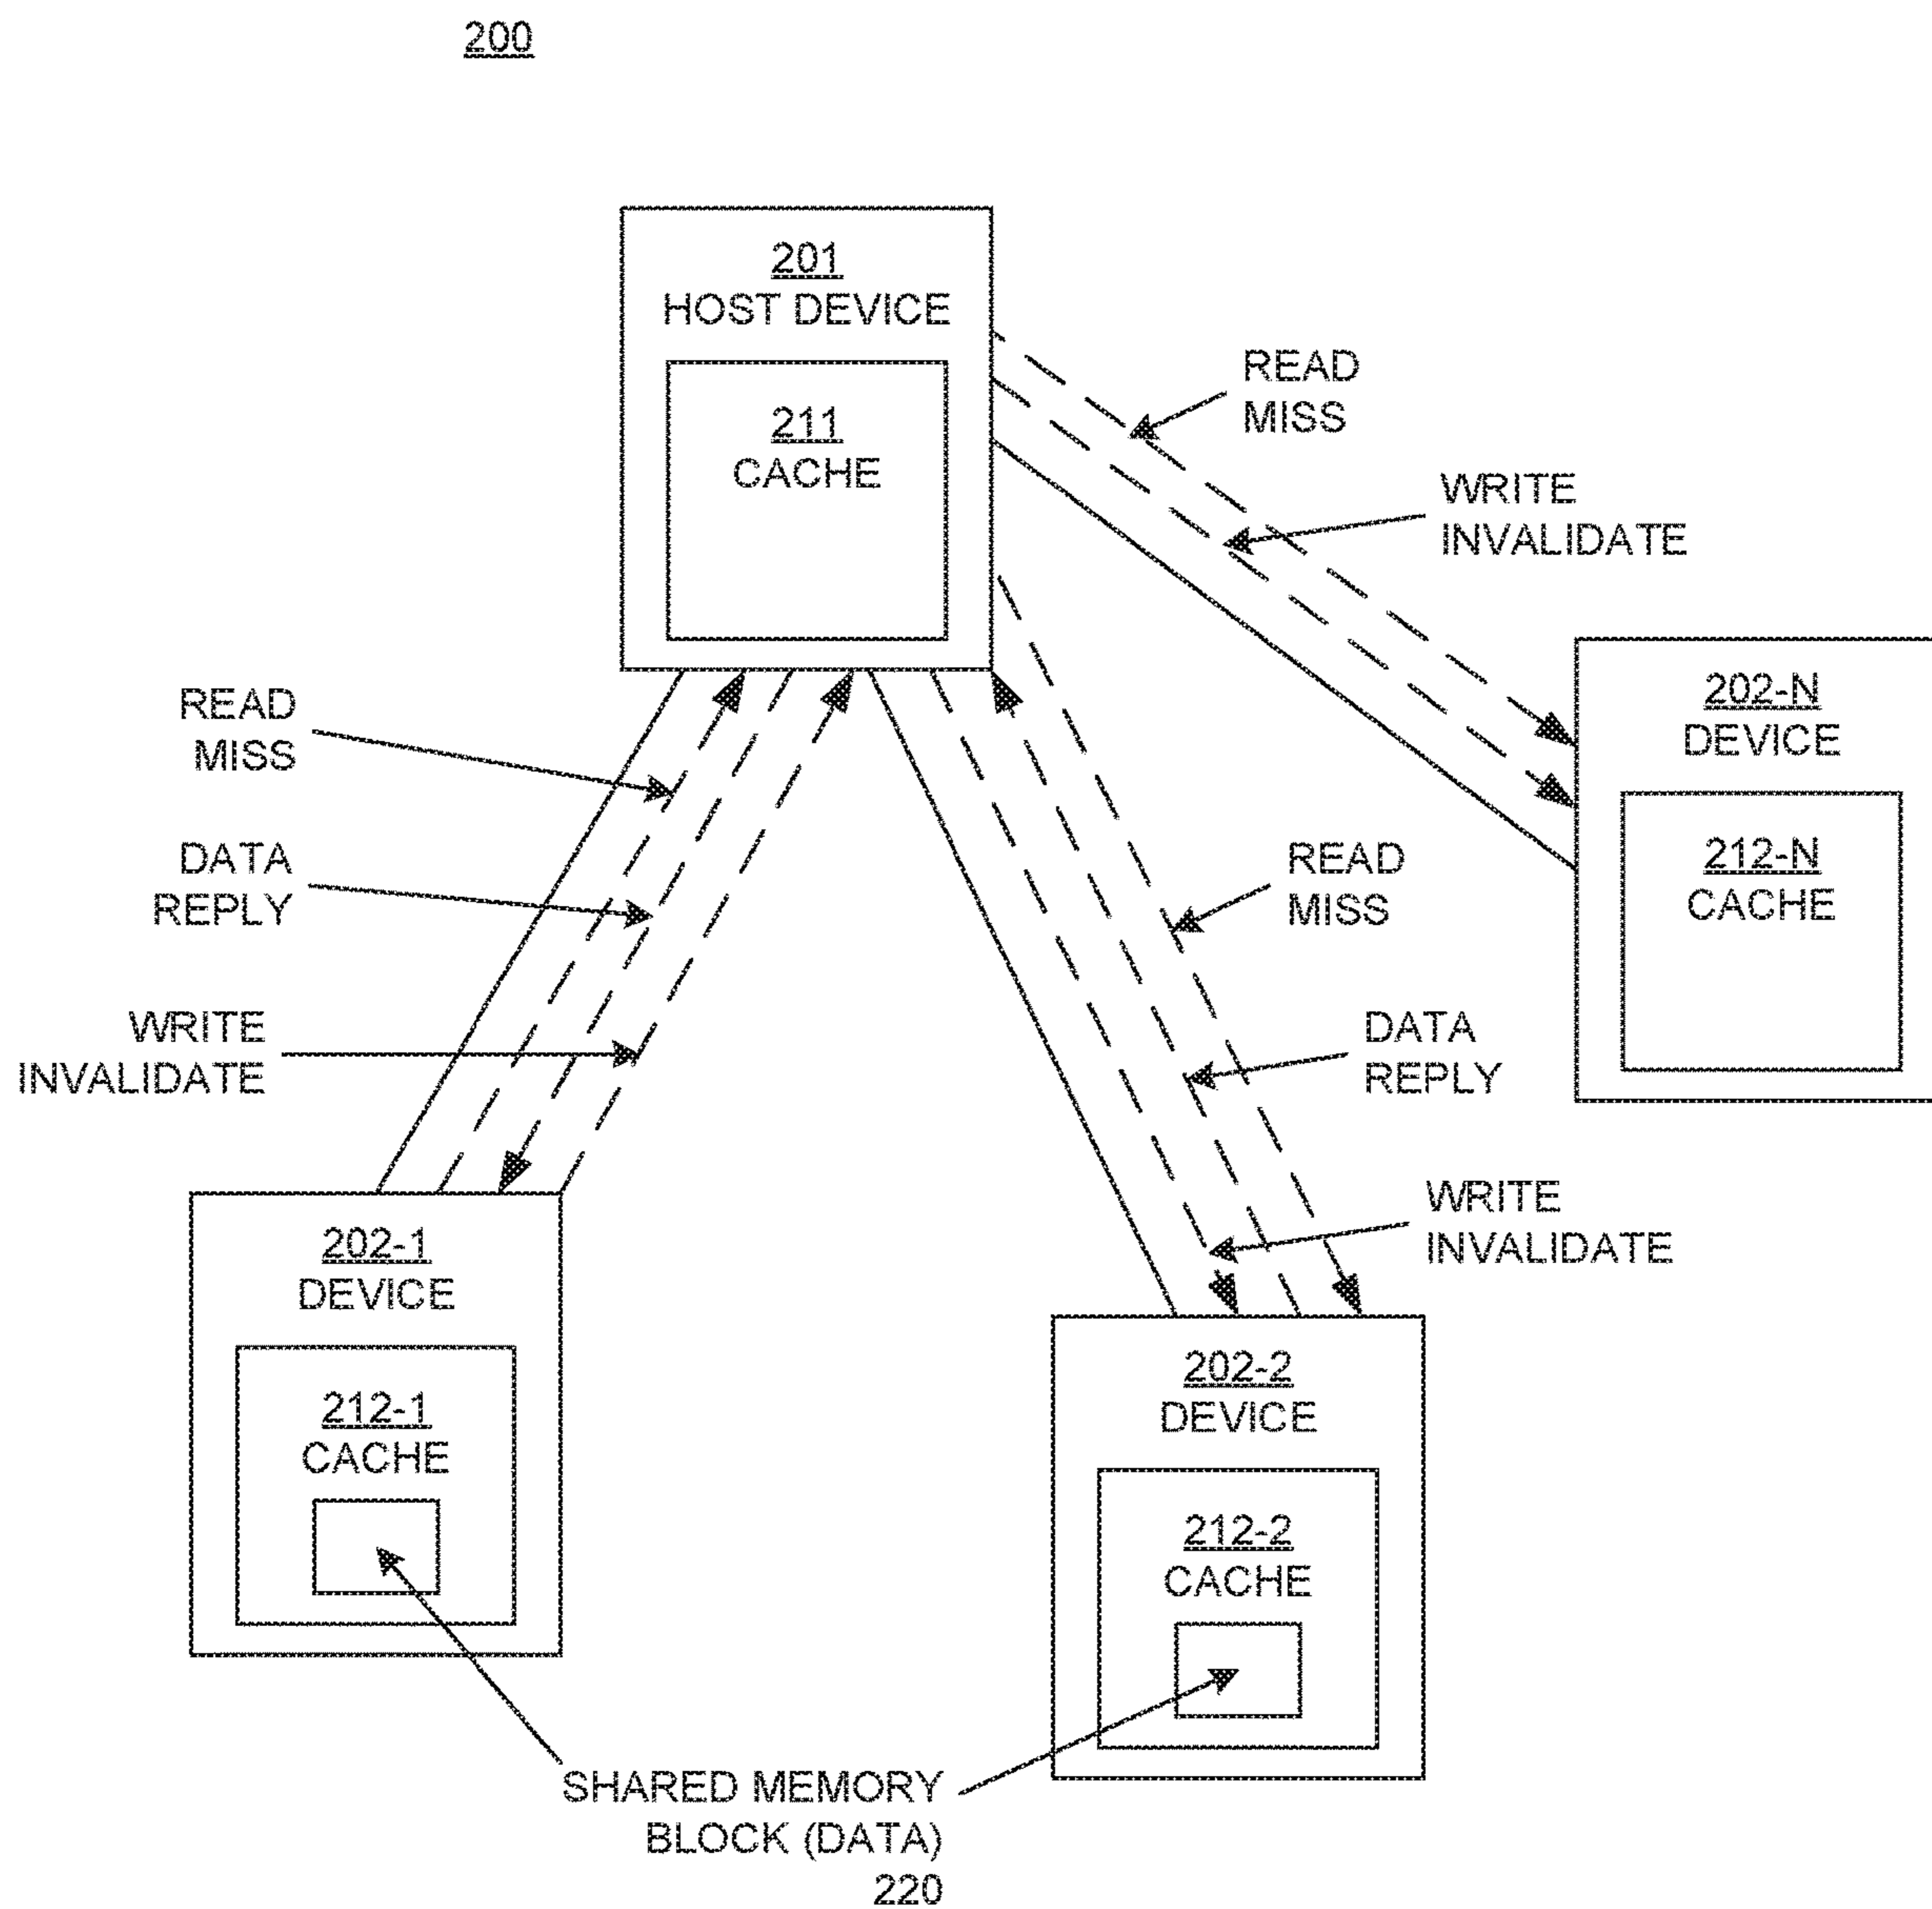 200
201
HOST DEVICE
211
CACHE
READ
MISS
WRITE
INVALIDATE
202-N
DEVICE
212-N
CACHE
READ
MISS
DATA
REPLY
WRITE
INVALIDATE
READ
MISS
DATA
REPLY
WRITE
INVALIDATE
202-1
DEVICE
212-1
CACHE
202-2
DEVICE
212-2
CACHE
SHARED MEMORY
BLOCK (DATA)
220